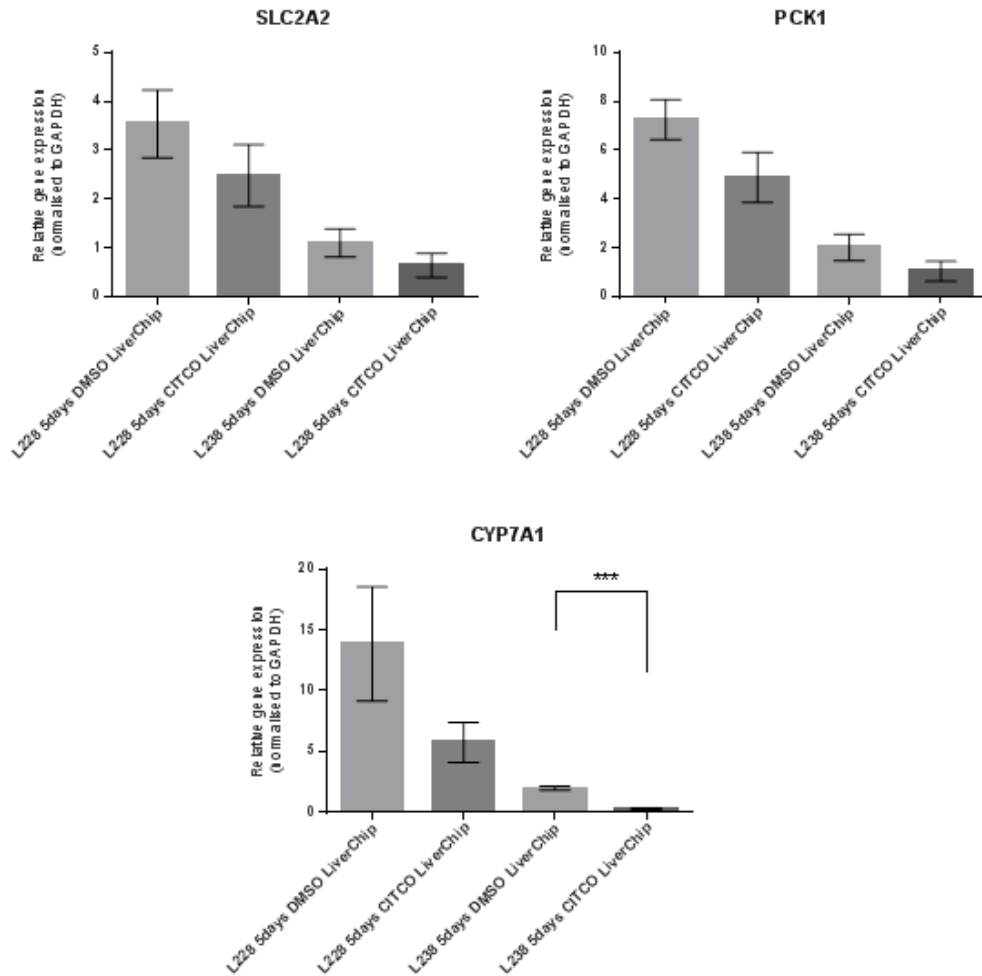 SLC2A2
Relative gene expression
(normalised to GAPDH)
5
4
3
2
1
0
L228 5days DMSO LiverChip
L228 5days CITCO LiverChip
L238 5days DMSO LiverChip
L238 5days CITCO LiverChip
PCK1
Relative gene expression
(normalised to GAPDH)
10
8
6
4
2
0
L228 5days DMSO LiverChip
L228 5days CITCO LiverChip
L238 5days DMSO LiverChip
L238 5days CITCO LiverChip
CYP7A1
Relative gene expression
(normalised to GAPDH)
20
15
10
5
0
***
L228 5days DMSO LiverChip
L228 5days CITCO LiverChip
L238 5days DMSO LiverChip
L238 5days CITCO LiverChip